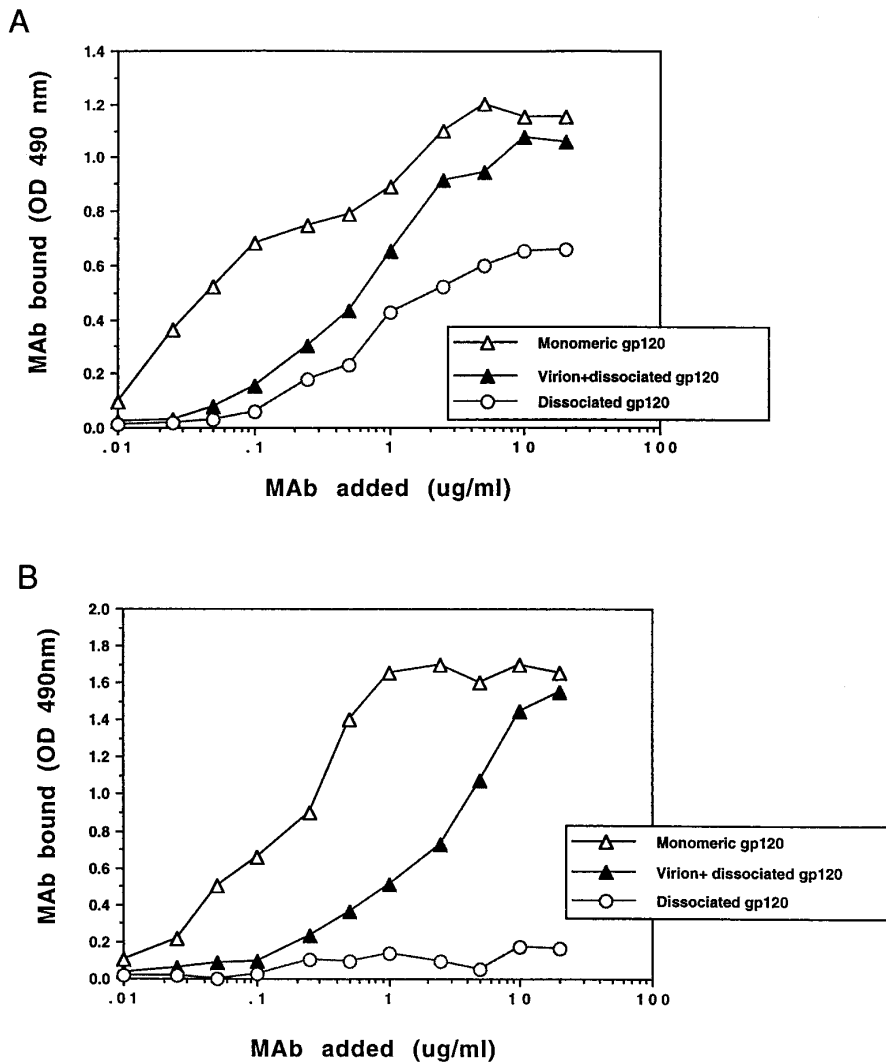 A
MAb bound (OD 490 nm)
1.4
1.2
1.0
0.8
0.6
0.4
0.2
0.0
.01
.1
1
10
100
MAb added (ug/ml)
Monomeric gp120
Virion+dissociated gp120
Dissociated gp120
B
MAb bound (OD 490nm)
2.0
1.8
1.6
1.4
1.2
1.0
0.8
0.6
0.4
0.2
0.0
.01
.1
1
10
100
MAb added (ug/ml)
Monomeric gp120
Virion+ dissociated gp120
Dissociated gp120